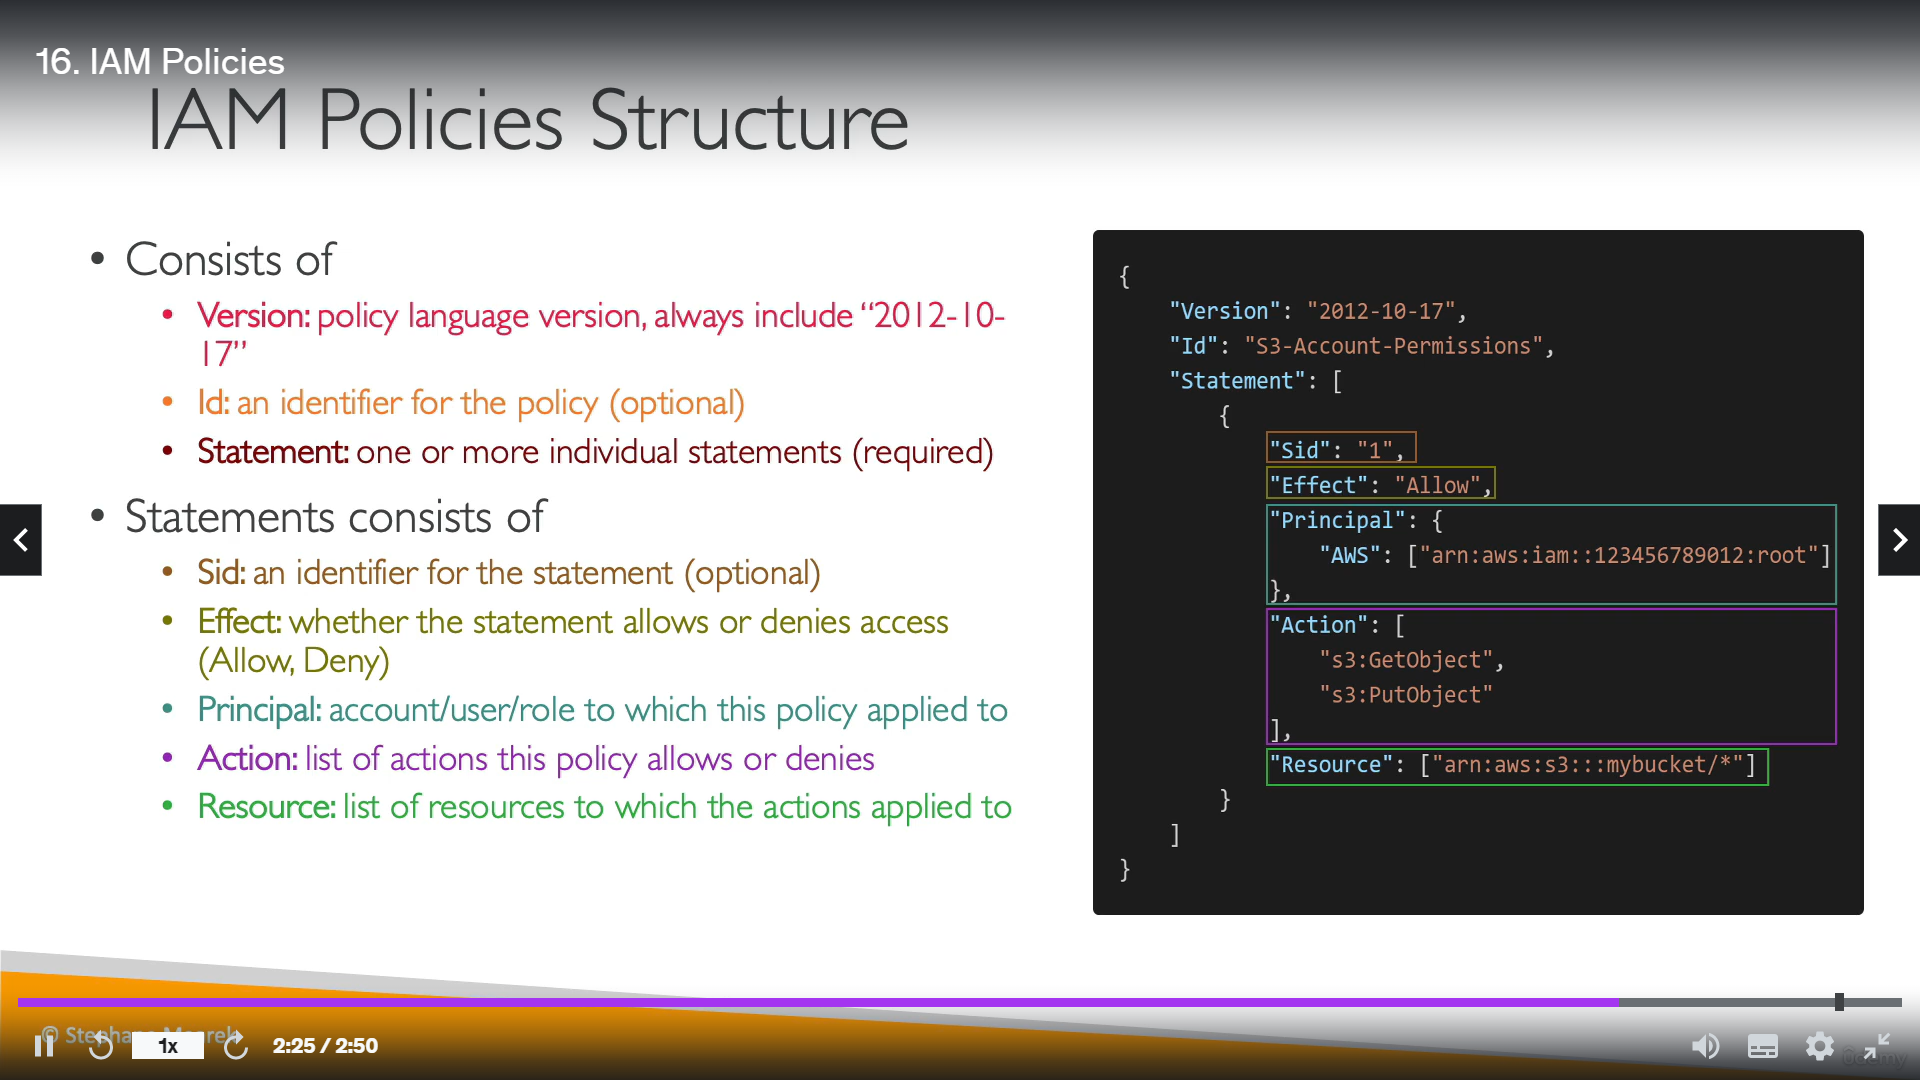 16. IAM Policies
IAM Policies Structure
• Consists of
• Version: policy language version, always include “2012-10-
17”
• Id: an identifier for the policy (optional)
• Statement: one or more individual statements (required)
• Statements consists of
• Sid: an identifier for the statement (optional)
• Effect: whether the statement allows or denies access
(Allow, Deny)
• Principal: account/user/role to which this policy applied to
• Action: list of actions this policy allows or denies
• Resource: list of resources to which the actions applied to
{
"Version": "2012-10-17",
"Id": "S3-Account-Permissions",
"Statement": [
{
"Sid": "1",
"Effect": "Allow",
"Principal": {
"AWS": ["arn:aws:iam::123456789012:root"]
},
"Action": [
"s3:GetObject",
"s3:PutObject"
],
"Resource": ["arn:aws:s3:::mybucket/*"]
}
]
}
©
1x
2:25 / 2:50
udemy